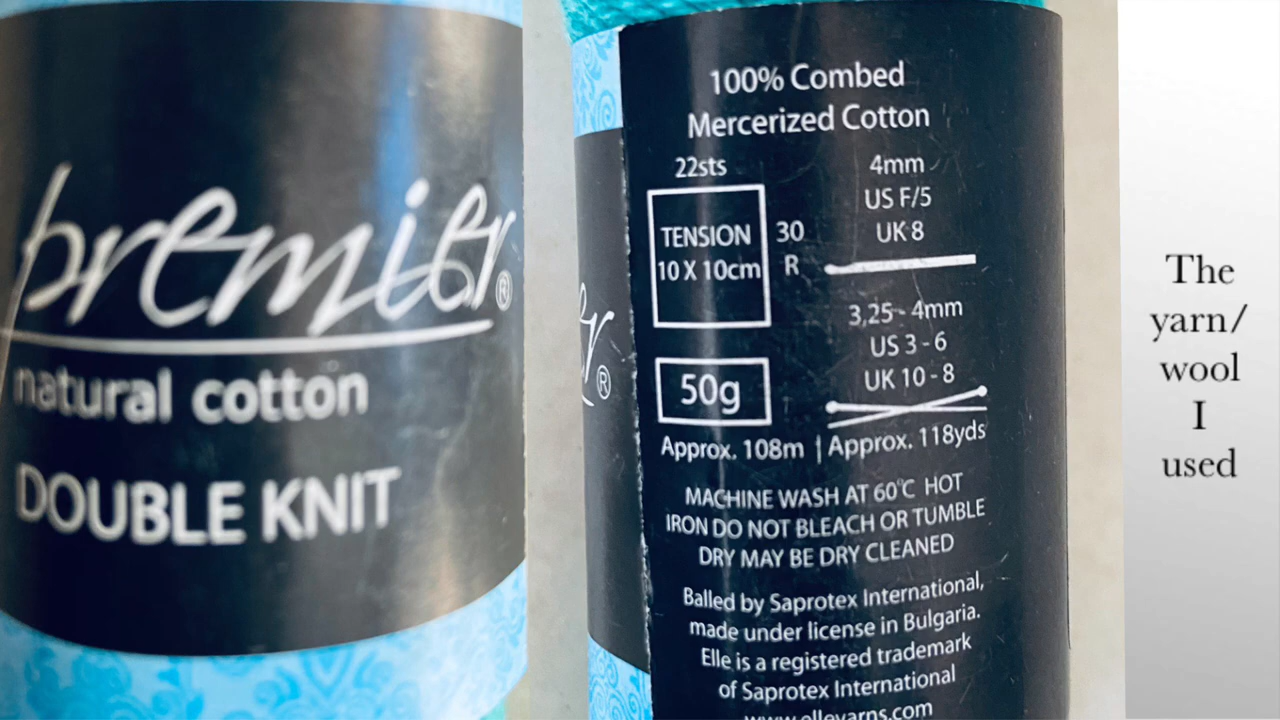 premier®
natural cotton
DOUBLE KNIT
r®
100% Combed
Mercerized Cotton
22sts
TENSION
10 X 10cm
30
R
4mm
US F/5
UK 8
3,25 - 4mm
US 3 - 6
UK 10 - 8
50g
Approx. 108m | Approx. 118yds
MACHINE WASH AT 60°C HOT
IRON DO NOT BLEACH OR TUMBLE
DRY MAY BE DRY CLEANED
Balled by Saprotex International,
made under license in Bulgaria.
Elle is a registered trademark
of Saprotex International
www.elleyarns.com
The
yarn/
wool
I
used